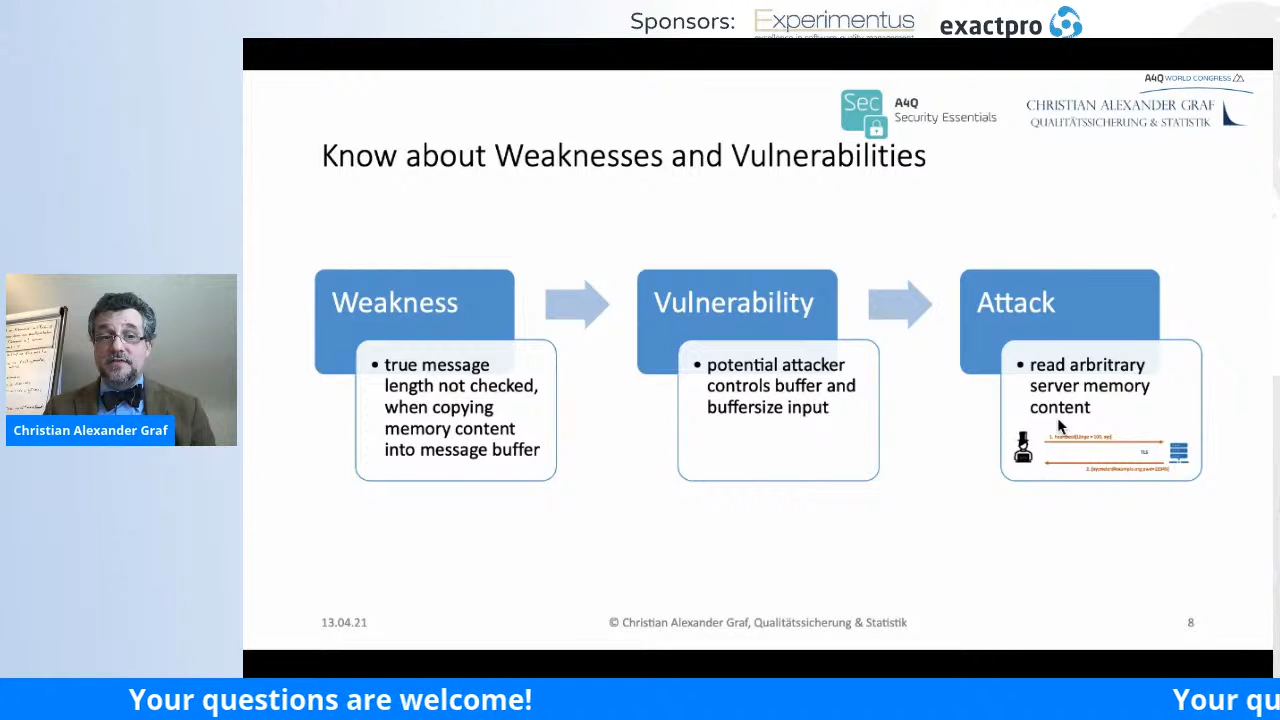 Sponsors:
Experimentus
exactpro
A4Q WORLD CONGRESS
Sec
A4Q
Security Essentials
CHRISTIAN ALEXANDER GRAF
QUALITÄTSSICHERUNG & STATISTIK
Know about Weaknesses and Vulnerabilities
Weakness
• true message
length not checked,
when copying
memory content
into message buffer
Vulnerability
• potential attacker
controls buffer and
buffersize input
Attack
• read arbritrary
server memory
content
TLS
Christian Alexander Graf
13.04.21
© Christian Alexander Graf, Qualitätssicherung & Statistik
8
Your questions are welcome!
Your qu